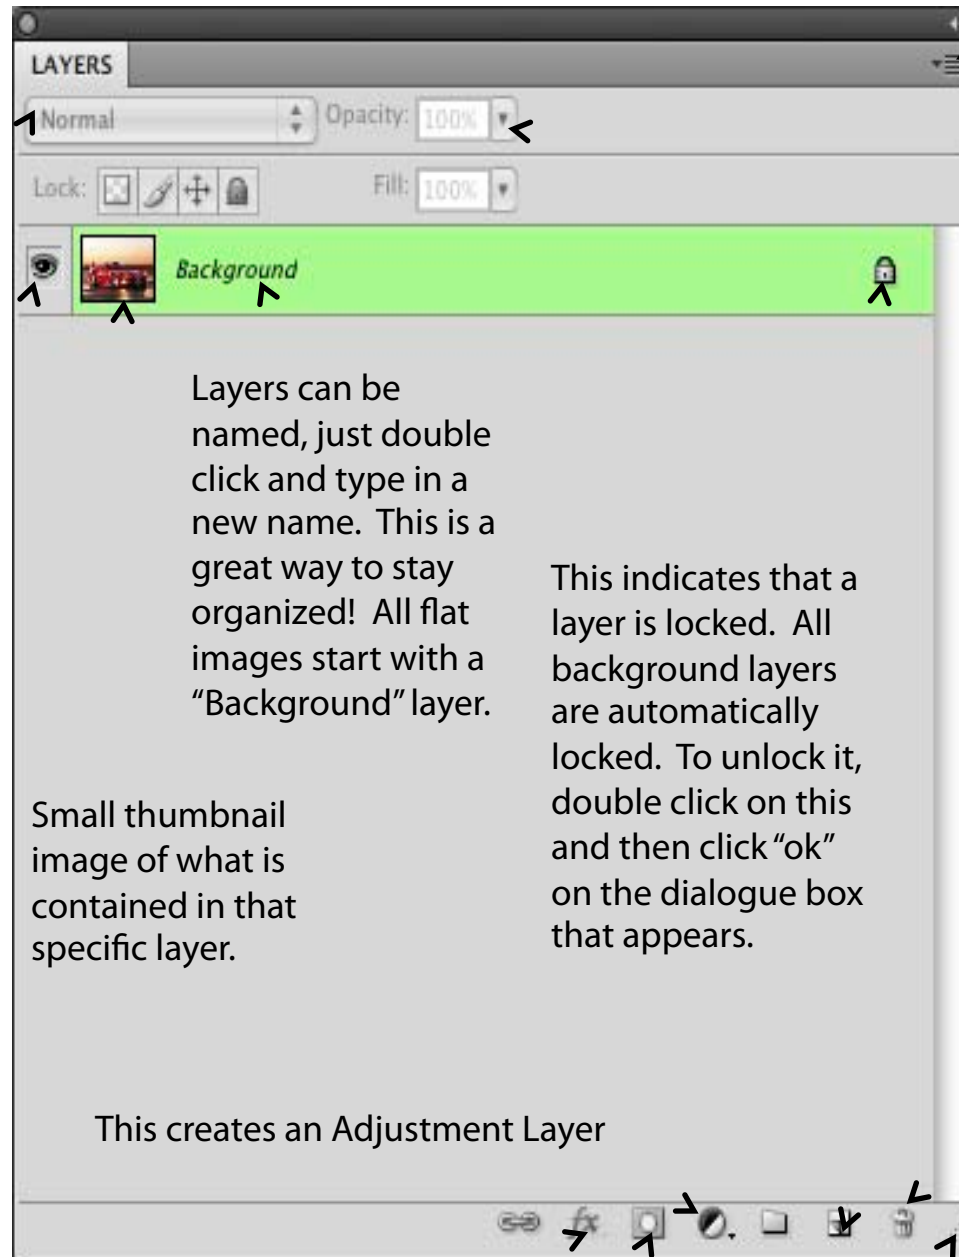 LAYERS
Normal
Opacity: 100%
Lock:
Fill: 100%
Background
Layers can be
named, just double
click and type in a
new name.  This is a
great way to stay
organized!  All flat
images start with a
“Background” layer.
This indicates that a
layer is locked.  All
background layers
are automatically
locked.  To unlock it,
double click on this
and then click “ok”
on the dialogue box
that appears.
Small thumbnail
image of what is
contained in that
specific layer.
This creates an Adjustment Layer
fx